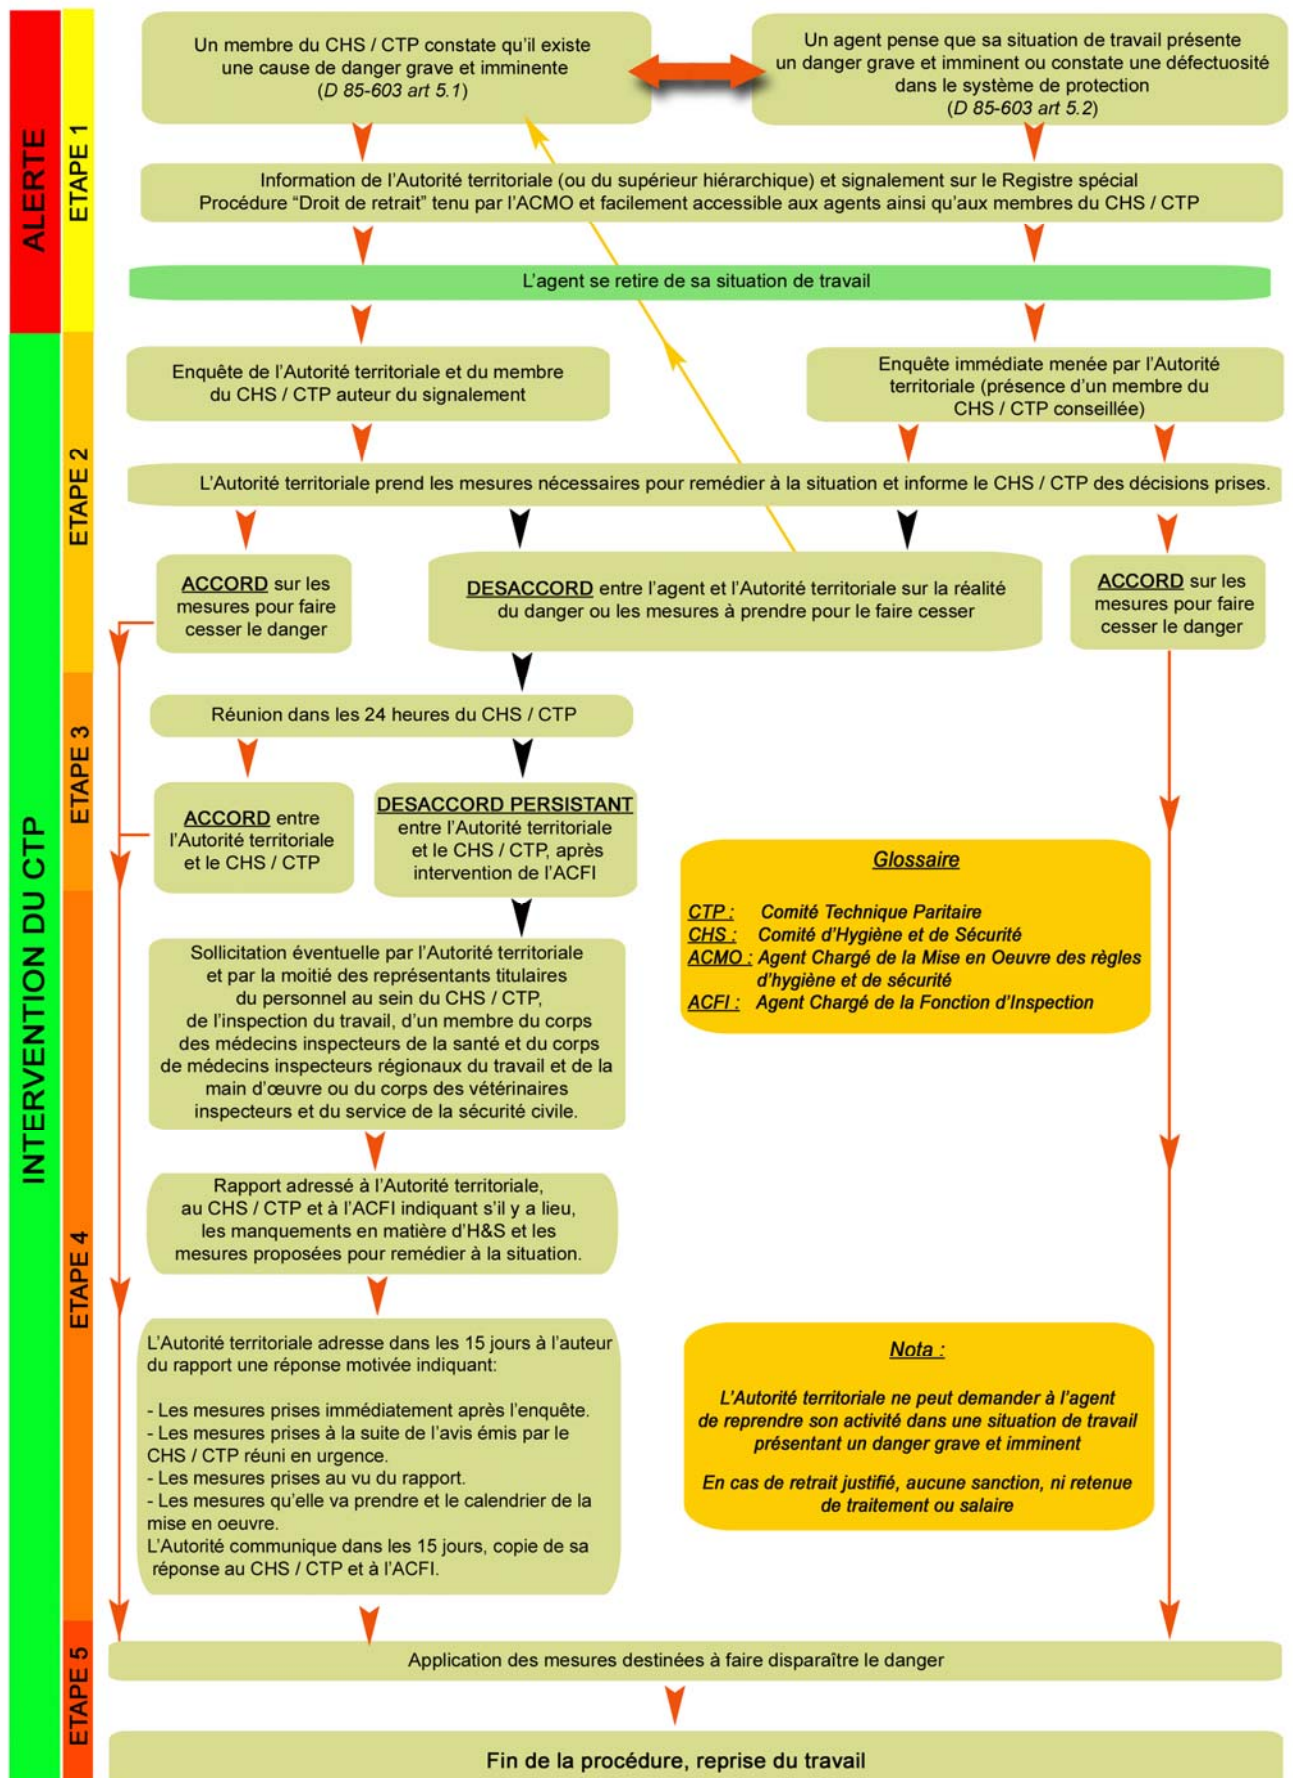 ALERTE
ETAPE 1
Un membre du CHS / CTP constate qu'il existe
une cause de danger grave et imminente
(D 85-603 art 5.1)
Un agent pense que sa situation de travail présente
un danger grave et imminent ou constate une défectuosité
dans le système de protection
(D 85-603 art 5.2)
Information de l'Autorité territoriale (ou du supérieur hiérarchique) et signalement sur le Registre spécial
Procédure “Droit de retrait” tenu par l'ACMO et facilement accessible aux agents ainsi qu'aux membres du CHS / CTP
L'agent se retire de sa situation de travail
INTERVENTION DU CTP
ETAPE 2
Enquête de l'Autorité territoriale et du membre
du CHS / CTP auteur du signalement
Enquête immédiate menée par l'Autorité
territoriale (présence d'un membre du
CHS / CTP conseillée)
L'Autorité territoriale prend les mesures nécessaires pour remédier à la situation et informe le CHS / CTP des décisions prises.
ACCORD sur les
mesures pour faire
cesser le danger
DESACCORD entre l'agent et l'Autorité territoriale sur la réalité
du danger ou les mesures à prendre pour le faire cesser
ACCORD sur les
mesures pour faire
cesser le danger
ETAPE 3
Réunion dans les 24 heures du CHS / CTP
ACCORD entre
l'Autorité territoriale
et le CHS / CTP
DESACCORD PERSISTANT
entre l'Autorité territoriale
et le CHS / CTP, après
intervention de l'ACFI
Glossaire
CTP : Comité Technique Paritaire
CHS : Comité d'Hygiène et de Sécurité
ACMO : Agent Chargé de la Mise en Oeuvre des règles
d'hygiène et de sécurité
ACFI : Agent Chargé de la Fonction d'Inspection
ETAPE 4
Sollicitation éventuelle par l'Autorité territoriale
et par la moitié des représentants titulaires
du personnel au sein du CHS / CTP,
de l'inspection du travail, d'un membre du corps
des médecins inspecteurs de la santé et du corps
de médecins inspecteurs régionaux du travail et de la
main d'œuvre ou du corps des vétérinaires
inspecteurs et du service de la sécurité civile.
Rapport adressé à l'Autorité territoriale,
au CHS / CTP et à l'ACFI indiquant s'il y a lieu,
les manquements en matière d'H&S et les
mesures proposées pour remédier à la situation.
L'Autorité territoriale adresse dans les 15 jours à l'auteur
du rapport une réponse motivée indiquant:
- Les mesures prises immédiatement après l'enquête.
- Les mesures prises à la suite de l'avis émis par le
CHS / CTP réuni en urgence.
- Les mesures prises au vu du rapport.
- Les mesures qu'elle va prendre et le calendrier de la
mise en oeuvre.
L'Autorité communique dans les 15 jours, copie de sa
réponse au CHS / CTP et à l'ACFI.
Nota :
L'Autorité territoriale ne peut demander à l'agent
de reprendre son activité dans une situation de travail
présentant un danger grave et imminent
En cas de retrait justifié, aucune sanction, ni retenue
de traitement ou salaire
ETAPE 5
Application des mesures destinées à faire disparaître le danger
Fin de la procédure, reprise du travail